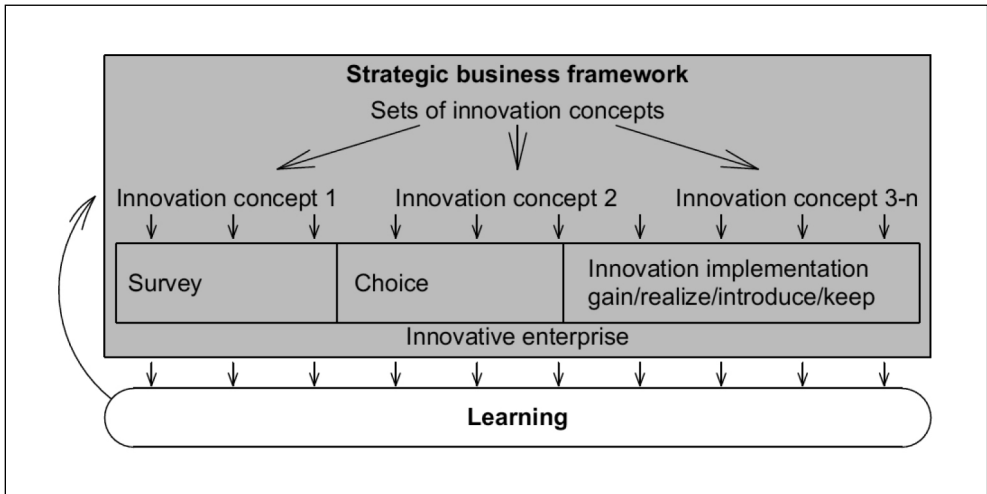 Strategic business framework
Sets of innovation concepts
Innovation concept 1
Innovation concept 2
Innovation concept 3-n
Survey
Choice
Innovation implementation
gain/realize/introduce/keep
Innovative enterprise
Learning